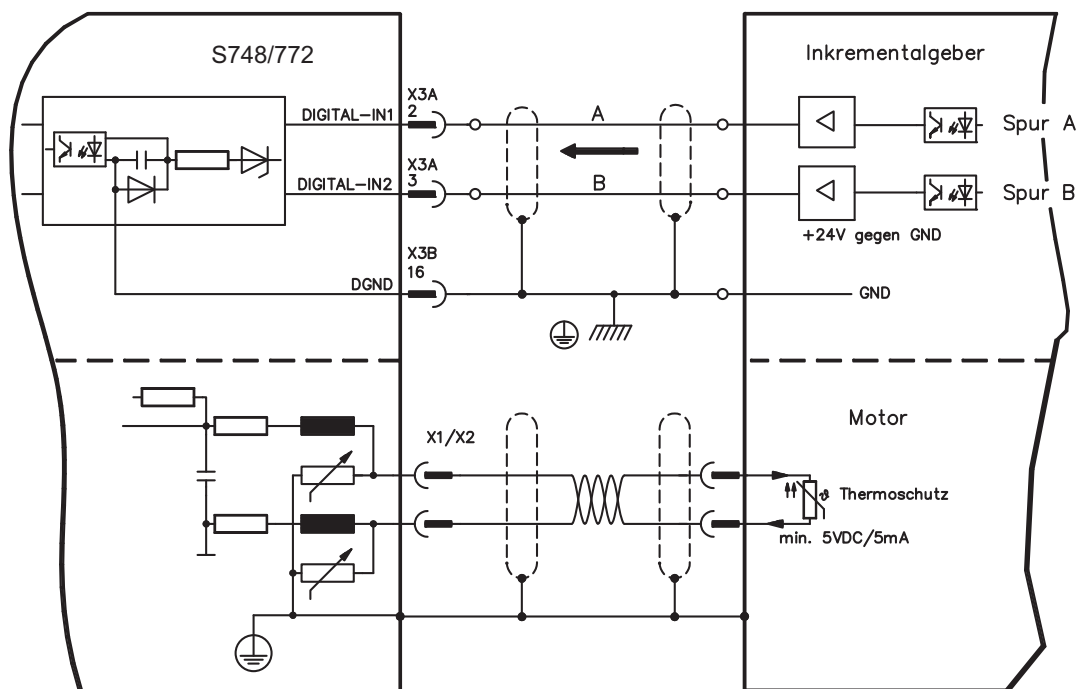 S748/772
Inkrementalgeber
X3A
2
DIGITAL-IN1
A
Spur A
X3A
3
DIGITAL-IN2
B
Spur B
+24V gegen GND
X3B
16
DGND
GND
Motor
X1/X2
ϑ Thermoschutz
min. 5VDC/5mA